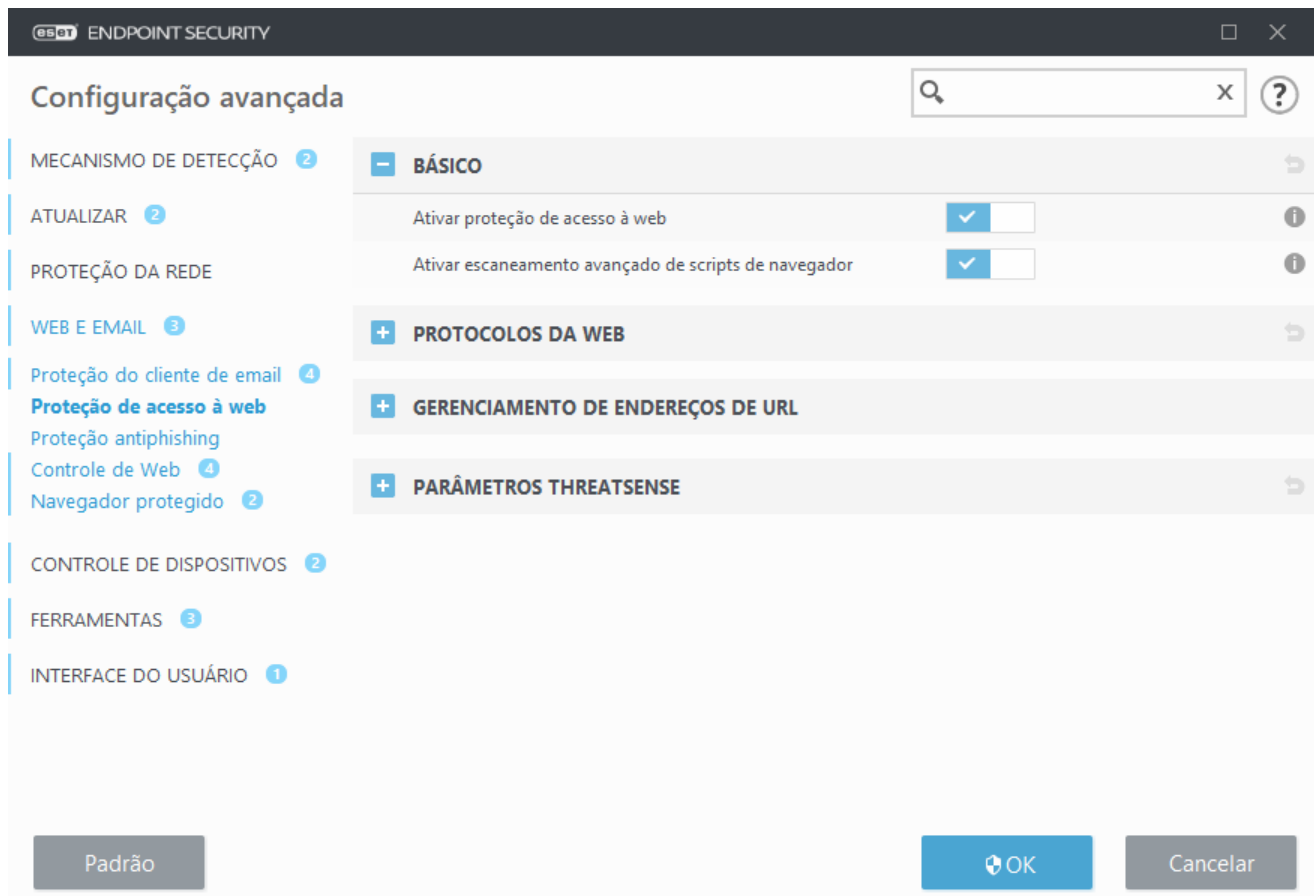 eset ENDPOINT SECURITY
Configuração avançada
x
?
MECANISMO DE DETECÇÃO 2
ATUALIZAR 2
PROTEÇÃO DA REDE
WEB E EMAIL 3
Proteção do cliente de email 4
Proteção de acesso à web
Proteção antiphishing
Controle de Web 4
Navegador protegido 2
CONTROLE DE DISPOSITIVOS 2
FERRAMENTAS 3
INTERFACE DO USUÁRIO 1
BÁSICO
Ativar proteção de acesso à web
Ativar escaneamento avançado de scripts de navegador
PROTOCOLOS DA WEB
GERENCIAMENTO DE ENDEREÇOS DE URL
PARÂMETROS THREATSENSE
Padrão
OK
Cancelar